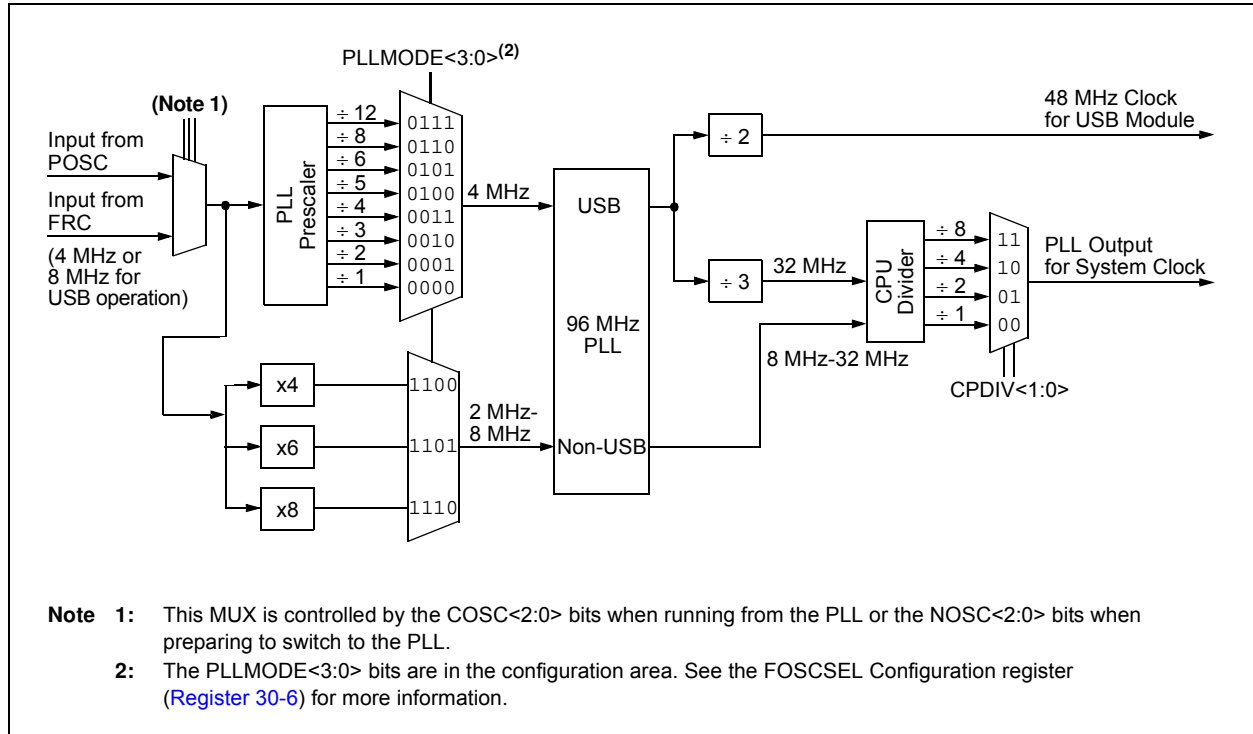 PLLMODE<3:0>(2)
(Note 1)
Input from
POSC
Input from
FRC
(4 MHz or
8 MHz for
USB operation)
PLL
Prescaler
÷ 12
÷ 8
÷ 6
÷ 5
÷ 4
÷ 3
÷ 2
÷ 1
0111
0110
0101
0100
0011
0010
0001
0000
4 MHz
x4
x6
x8
1100
1101
1110
2 MHz-
8 MHz
USB
96 MHz
PLL
Non-USB
÷ 2
48 MHz Clock
for USB Module
÷ 3
32 MHz
8 MHz-32 MHz
CPU
Divider
÷ 8
÷ 4
÷ 2
÷ 1
11
10
01
00
PLL Output
for System Clock
CPDIV<1:0>
Note 1: This MUX is controlled by the COSC<2:0> bits when running from the PLL or the NOSC<2:0> bits when
preparing to switch to the PLL.
2: The PLLMODE<3:0> bits are in the configuration area. See the FOSCSEL Configuration register
(Register 30-6) for more information.